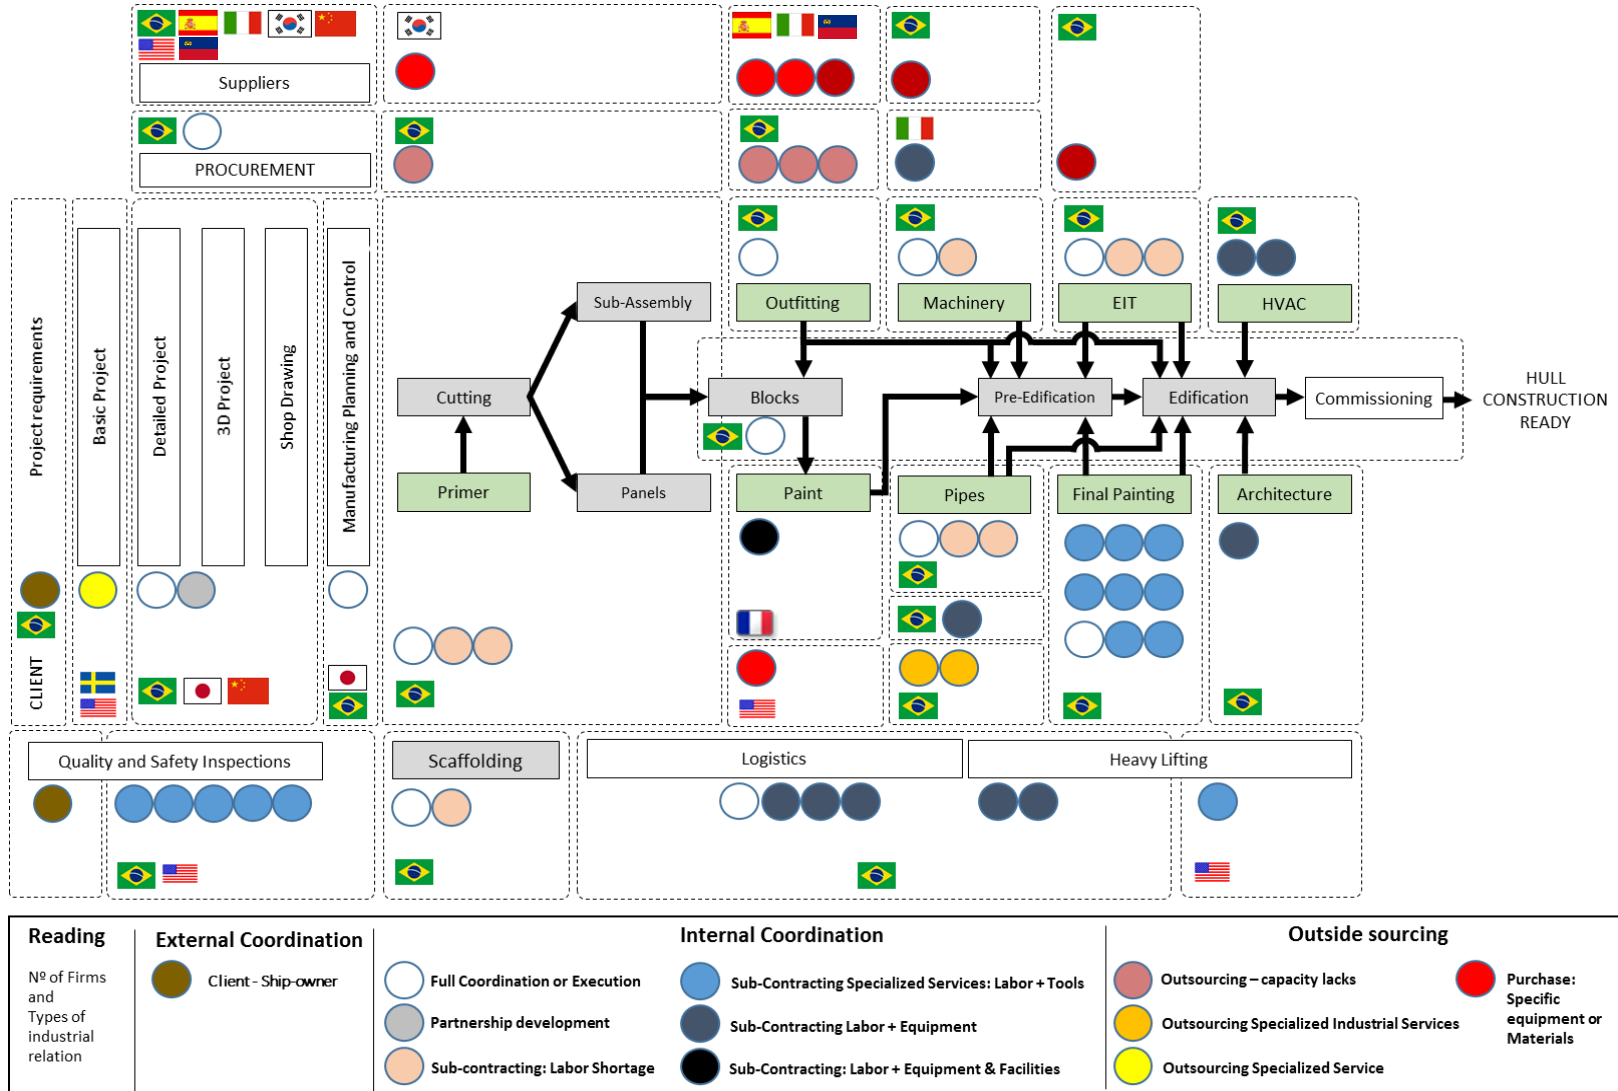 Suppliers
PROCUREMENT
Project requirements
CLIENT
Basic Project
Detailed Project
3D Project
Shop Drawing
Manufacturing Planning and Control
Outfitting
Machinery
EIT
HVAC
Sub-Assembly
Cutting
Blocks
Pre-Edification
Edification
Commissioning
HULL
CONSTRUCTION
READY
Primer
Panels
Paint
Pipes
Final Painting
Architecture
Quality and Safety Inspections
Scaffolding
Logistics
Heavy Lifting
Reading
Nº of Firms
and
Types of
industrial
relation
External Coordination
Client - Ship-owner
Internal Coordination
Full Coordination or Execution
Partnership development
Sub-contracting: Labor Shortage
Sub-Contracting Specialized Services: Labor + Tools
Sub-Contracting Labor + Equipment
Sub-Contracting: Labor + Equipment & Facilities
Outside sourcing
Outsourcing – capacity lacks
Outsourcing Specialized Industrial Services
Outsourcing Specialized Service
Purchase:
Specific
equipment or
Materials